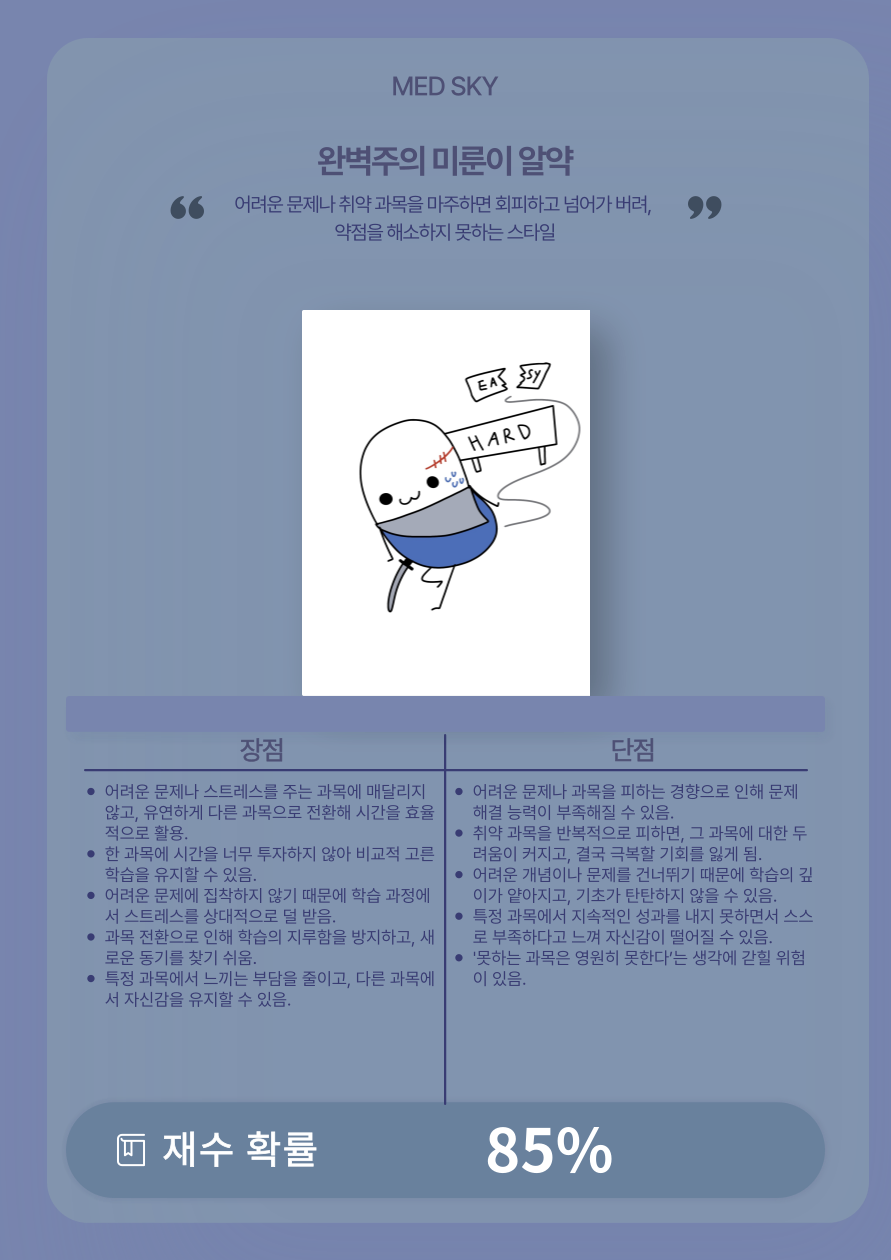 MED SKY
완벽주의 미룬이 알약
“ 어려운 문제나 취약 과목을 마주하면 회피하고 넘어가 버려, ”
약점을 해소하지 못하는 스타일
EA SY
HARD
장점
● 어려운 문제나 스트레스를 주는 과목에 매달리지
않고, 유연하게 다른 과목으로 전환해 시간을 효율
적으로 활용.
● 한 과목에 시간을 너무 투자하지 않아 비교적 고른
학습을 유지할 수 있음.
● 어려운 문제에 집착하지 않기 때문에 학습 과정에
서 스트레스를 상대적으로 덜 받음.
● 과목 전환으로 인해 학습의 지루함을 방지하고, 새
로운 동기를 찾기 쉬움.
● 특정 과목에서 느끼는 부담을 줄이고, 다른 과목에
서 자신감을 유지할 수 있음.
단점
● 어려운 문제나 과목을 피하는 경향으로 인해 문제
해결 능력이 부족해질 수 있음.
● 취약 과목을 반복적으로 피하면, 그 과목에 대한 두
려움이 커지고, 결국 극복할 기회를 잃게 됨.
● 어려운 개념이나 문제를 건너뛰기 때문에 학습의 깊
이가 얕아지고, 기초가 탄탄하지 않을 수 있음.
● 특정 과목에서 지속적인 성과를 내지 못하면서 스스
로 부족하다고 느껴 자신감이 떨어질 수 있음.
● '못하는 과목은 영원히 못한다'는 생각에 갇힐 위험
이 있음.
재수 확률 85%